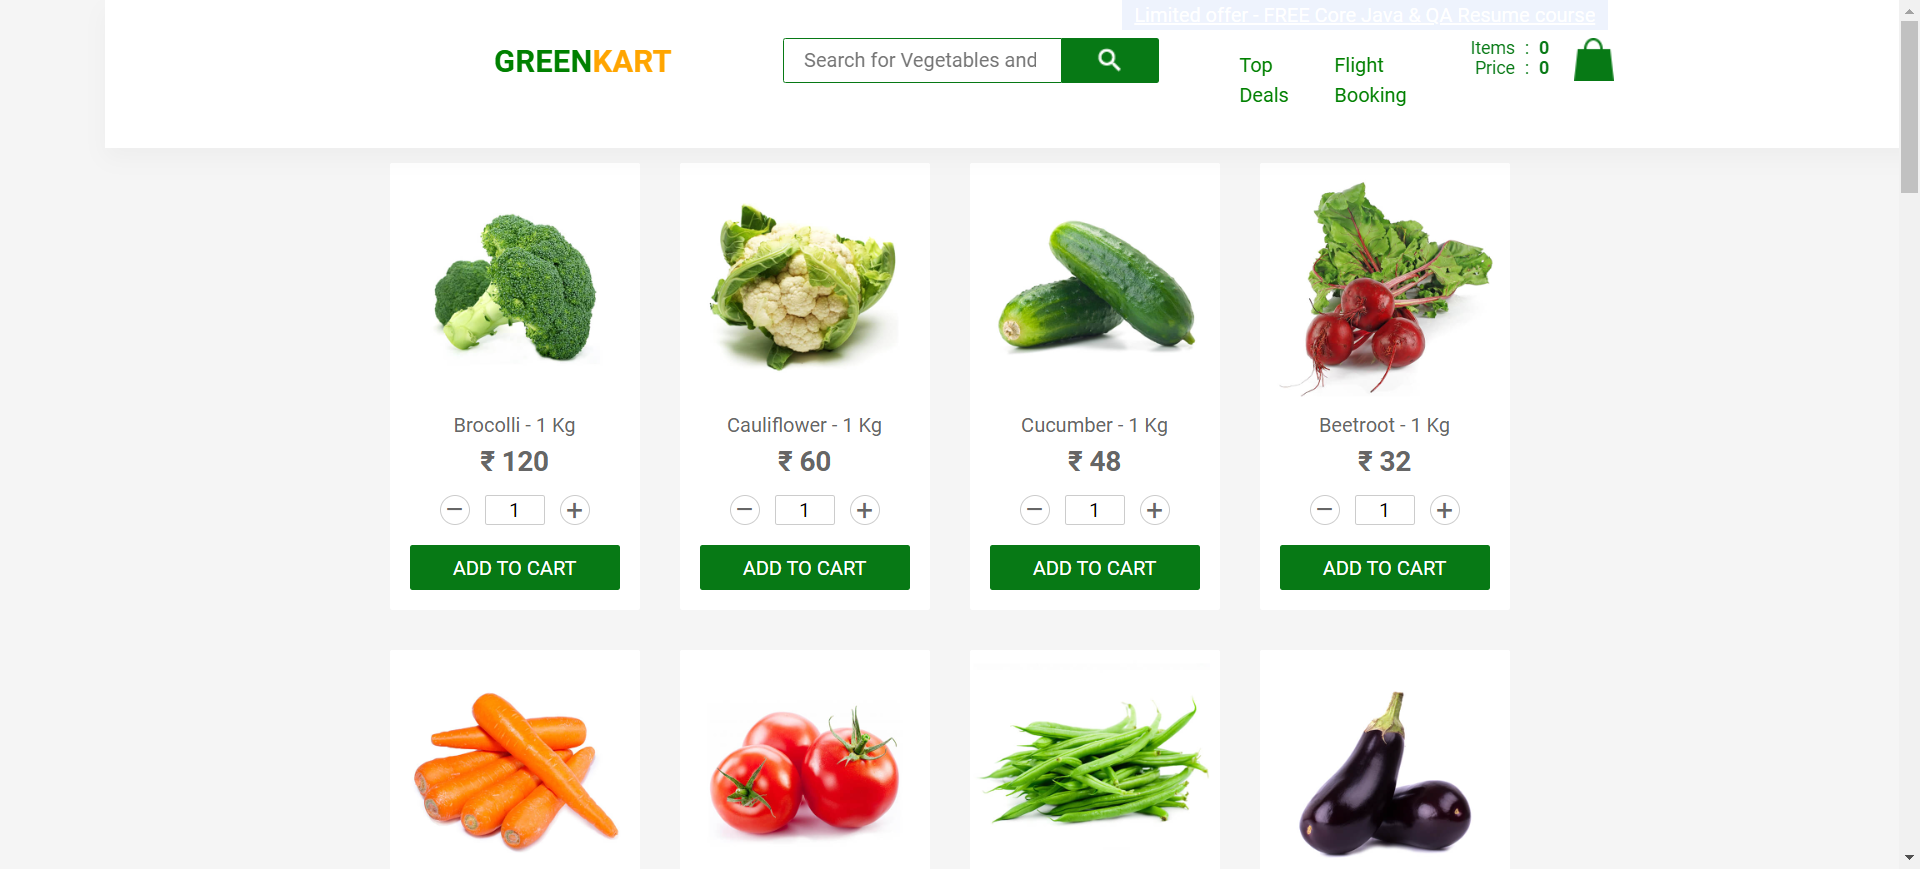 Limited offer - FREE Core Java & QA Resume course
GREENKART
Search for Vegetables and
Top
Deals
Flight
Booking
Items : 0
Price : 0
Brocolli - 1 Kg
₹ 120
1
ADD TO CART
Cauliflower - 1 Kg
₹ 60
1
ADD TO CART
Cucumber - 1 Kg
₹ 48
1
ADD TO CART
Beetroot - 1 Kg
₹ 32
1
ADD TO CART